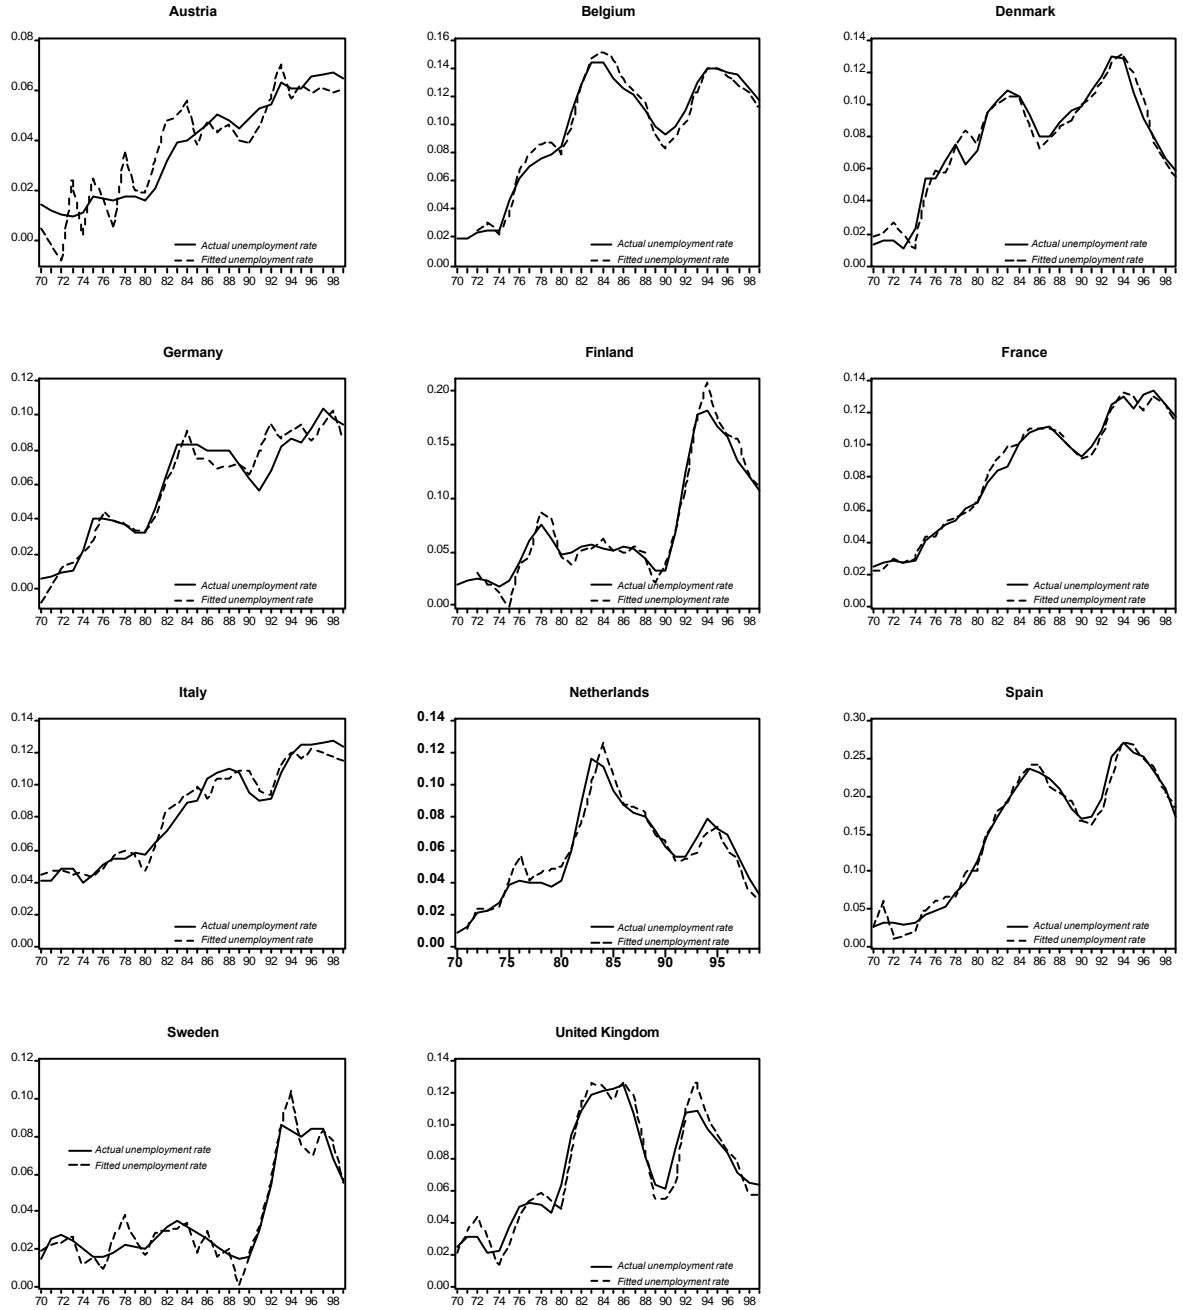 Austria
0.08
0.06
0.04
0.02
0.00
Actual unemployment rate
Fitted unemployment rate
70 72 74 76 78 80 82 84 86 88 90 92 94 96 98
Belgium
0.16
0.14
0.12
0.10
0.08
0.06
0.04
0.02
0.00
Actual unemployment rate
Fitted unemployment rate
70 72 74 76 78 80 82 84 86 88 90 92 94 96 98
Denmark
0.14
0.12
0.10
0.08
0.06
0.04
0.02
0.00
Actual unemployment rate
Fitted unemployment rate
70 72 74 76 78 80 82 84 86 88 90 92 94 96 98
Germany
0.12
0.10
0.08
0.06
0.04
0.02
0.00
Actual unemployment rate
Fitted unemployment rate
70 72 74 76 78 80 82 84 86 88 90 92 94 96 98
Finland
0.20
0.15
0.10
0.05
0.00
Actual unemployment rate
Fitted unemployment rate
70 72 74 76 78 80 82 84 86 88 90 92 94 96 98
France
0.14
0.12
0.10
0.08
0.06
0.04
0.02
0.00
Actual unemployment rate
Fitted unemployment rate
70 72 74 76 78 80 82 84 86 88 90 92 94 96 98
Italy
0.14
0.12
0.10
0.08
0.06
0.04
0.02
0.00
Actual unemployment rate
Fitted unemployment rate
70 72 74 76 78 80 82 84 86 88 90 92 94 96 98
Netherlands
0.14
0.12
0.10
0.08
0.06
0.04
0.02
0.00
Actual unemployment rate
Fitted unemployment rate
70 75 80 85 90 95
Spain
0.30
0.25
0.20
0.15
0.10
0.05
0.00
Actual unemployment rate
Fitted unemployment rate
70 72 74 76 78 80 82 84 86 88 90 92 94 96 98
Sweden
0.12
0.10
0.08
0.06
0.04
0.02
0.00
Actual unemployment rate
Fitted unemployment rate
70 72 74 76 78 80 82 84 86 88 90 92 94 96 98
United Kingdom
0.14
0.12
0.10
0.08
0.06
0.04
0.02
0.00
Actual unemployment rate
Fitted unemployment rate
70 72 74 76 78 80 82 84 86 88 90 92 94 96 98